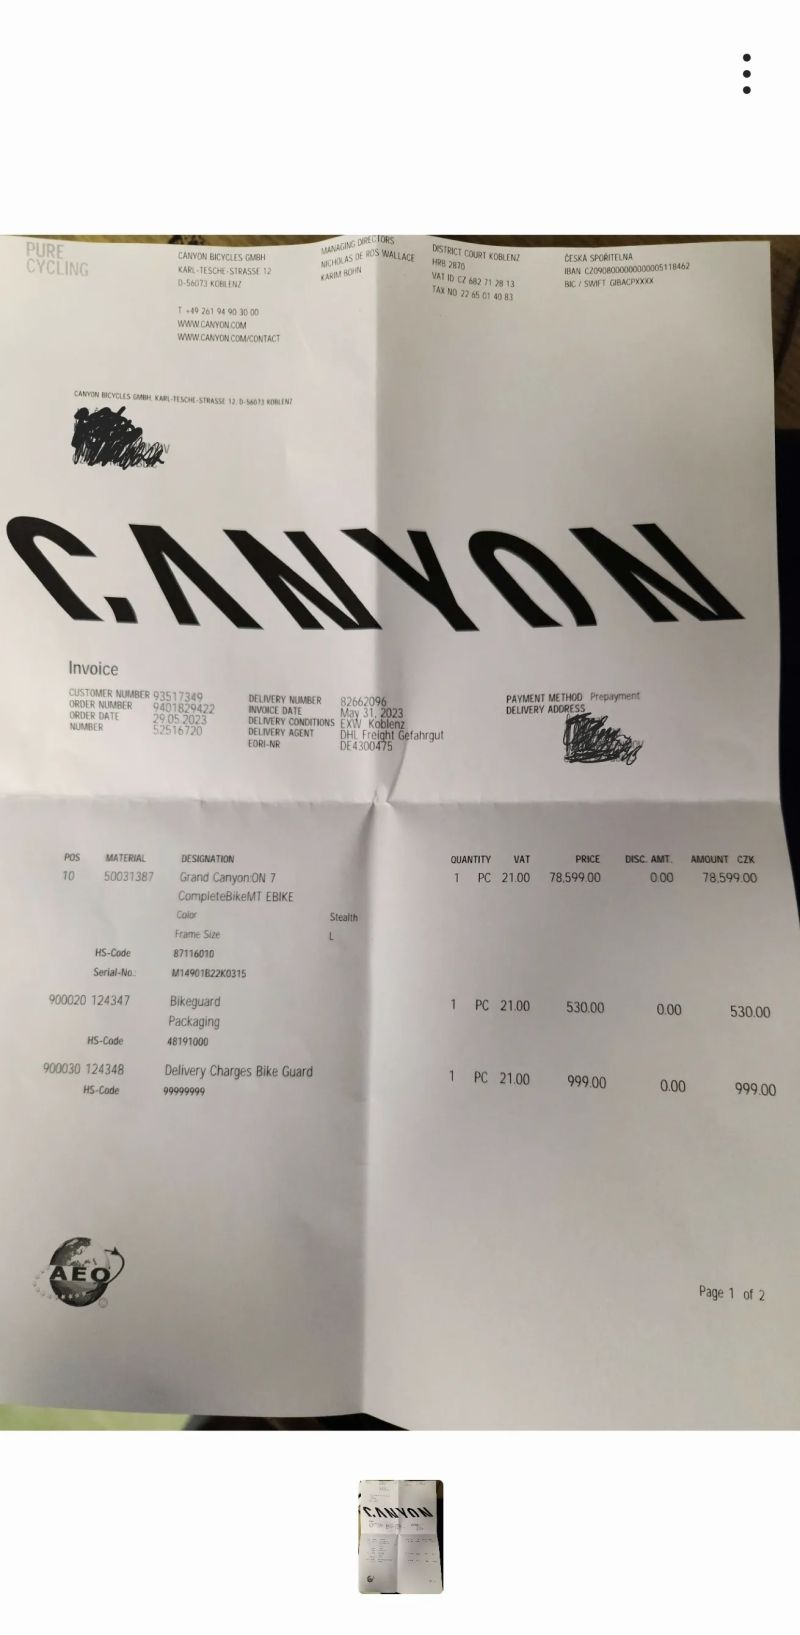 PURE
CYCLING
CANYON BICYCLES GMBH
KARL-TESCHE-STRASSE 12
D-56073 KOBLENZ
T +49 261 94 90 30 00
WWW.CANYON.COM
WWW.CANYON.COM/CONTACT
MANAGING DIRECTORS
NICHOLAS DE ROS WALLACE
KARIM BOHN
DISTRICT COURT KOBLENZ
HRB 2870
VAT ID CZ 682 71 28 13
TAX NO 22 65 01 40 83
ČESKÁ SPOŘITELNA
IBAN CZ0908000000000005118462
BIC / SWIFT GIBACPXXXX
CANYON BICYCLES GMBH, KARL-TESCHE-STRASSE 12, D-56073 KOBLENZ
CANYON
Invoice
CUSTOMER NUMBER 93517349
ORDER NUMBER 9401829422
ORDER DATE 29.05.2023
NUMBER 52516720
DELIVERY NUMBER 82662096
INVOICE DATE May 31, 2023
DELIVERY CONDITIONS EXW Koblenz
DELIVERY AGENT DHL Freight Gefahrgut
EORI-NR DE4300475
PAYMENT METHOD Prepayment
DELIVERY ADDRESS
POS MATERIAL DESIGNATION QUANTITY VAT PRICE DISC. AMT. AMOUNT CZK
10 50031387 Grand Canyon:ON 7 1 PC 21.00 78,599.00 0.00 78,599.00
CompleteBikeMT EBIKE
Color Stealth
Frame Size L
HS-Code 87116010
Serial-No.: M14901B22K0315
900020 124347 Bikeguard 1 PC 21.00 530.00 0.00 530.00
Packaging
HS-Code 48191000
900030 124348 Delivery Charges Bike Guard 1 PC 21.00 999.00 0.00 999.00
HS-Code 99999999
AEO
Page 1 of 2